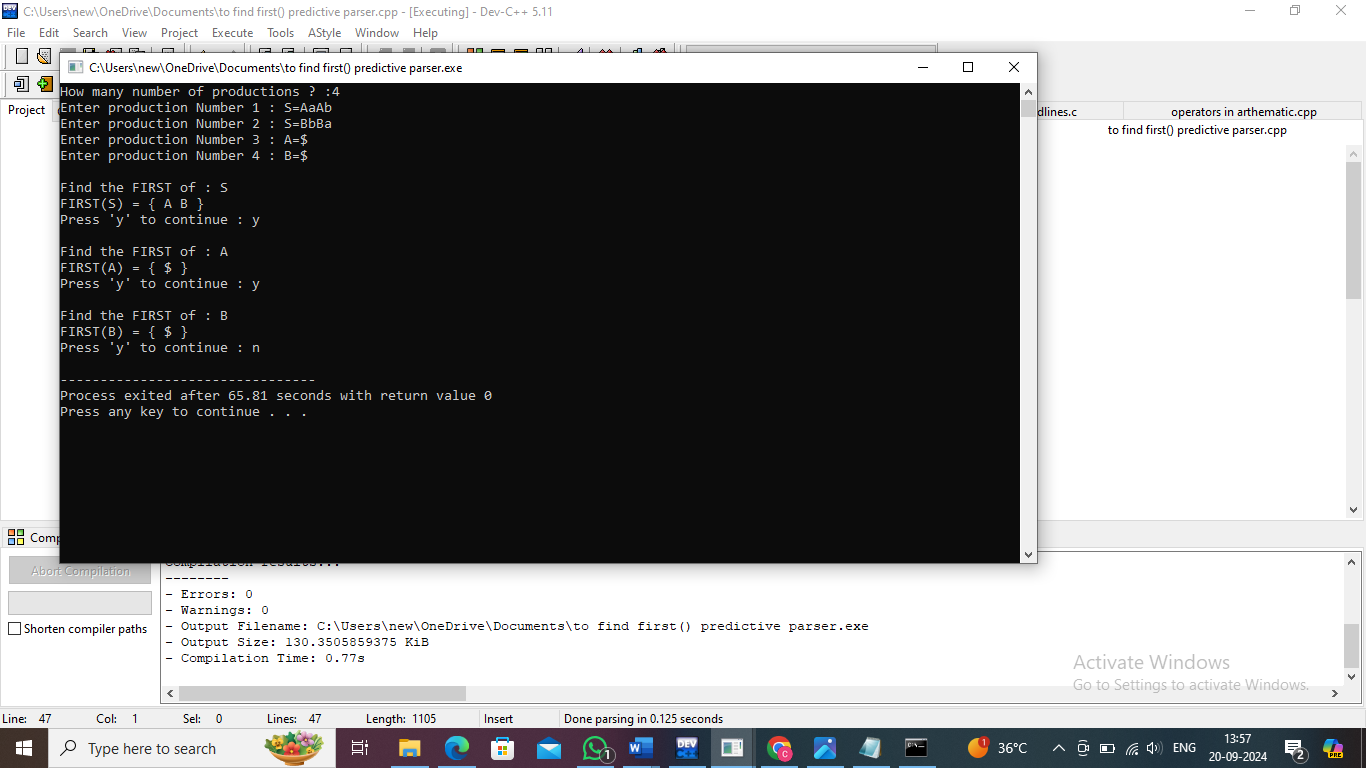 C:\Users\new\OneDrive\Documents\to find first() predictive parser.cpp - [Executing] - Dev-C++ 5.11
File Edit Search View Project Execute Tools AStyle Window Help
C:\Users\new\OneDrive\Documents\to find first() predictive parser.exe
Project
dlines.c
operators in arthematic.cpp
to find first() predictive parser.cpp
How many number of productions ? :4
Enter production Number 1 : S=AaAb
Enter production Number 2 : S=BbBa
Enter production Number 3 : A=$
Enter production Number 4 : B=$
Find the FIRST of : S
FIRST(S) = { A B }
Press 'y' to continue : y
Find the FIRST of : A
FIRST(A) = { $ }
Press 'y' to continue : y
Find the FIRST of : B
FIRST(B) = { $ }
Press 'y' to continue : n
--------------------------------
Process exited after 65.81 seconds with return value 0
Press any key to continue . . .
Comp
Abort Compilation
Shorten compiler paths
Compilation results...
--------
- Errors: 0
- Warnings: 0
- Output Filename: C:\Users\new\OneDrive\Documents\to find first() predictive parser.exe
- Output Size: 130.3505859375 KiB
- Compilation Time: 0.77s
Activate Windows
Go to Settings to activate Windows.
Line: 47 Col: 1 Sel: 0 Lines: 47 Length: 1105 Insert Done parsing in 0.125 seconds
Type here to search
1
DEV
C
1
36°C
ENG
13:57
20-09-2024
2
PRE